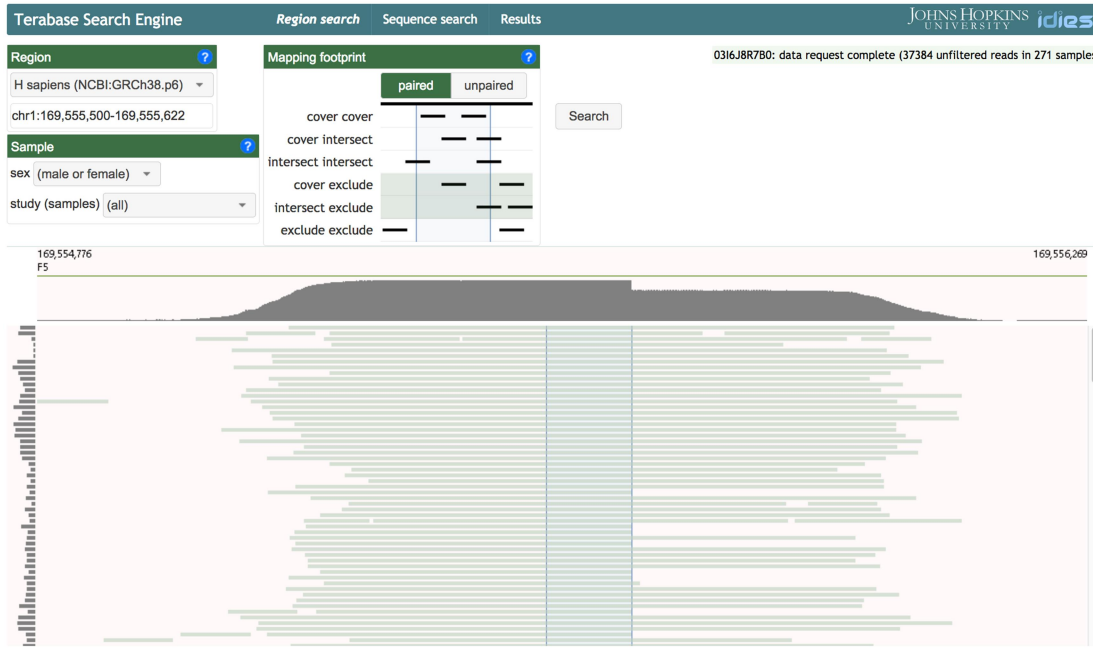 Terabase Search Engine
Region search
Sequence search
Results
JOHNS HOPKINS
UNIVERSITY
idies
Region
?
H sapiens (NCBI:GRCh38.p6)
chr1:169,555,500-169,555,622
Sample
?
sex (male or female)
study (samples) (all)
Mapping footprint
?
paired
unpaired
cover cover
cover intersect
intersect intersect
cover exclude
intersect exclude
exclude exclude
Search
03I6J8R7B0: data request complete (37384 unfiltered reads in 271 samples
169,554,776
169,556,269
F5